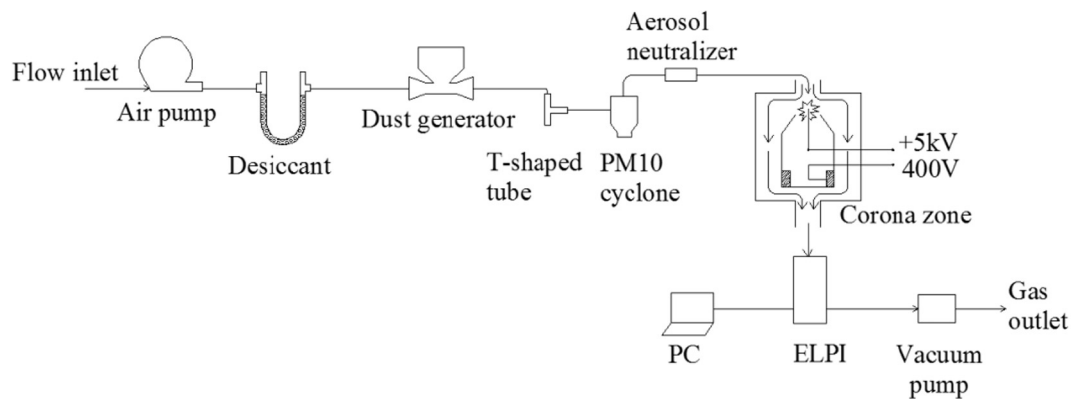 Flow inlet
Air pump
Desiccant
Dust generator
T-shaped
tube
PM10
cyclone
Aerosol
neutralizer
+5kV
400V
Corona zone
PC
ELPI
Vacuum
pump
Gas
outlet